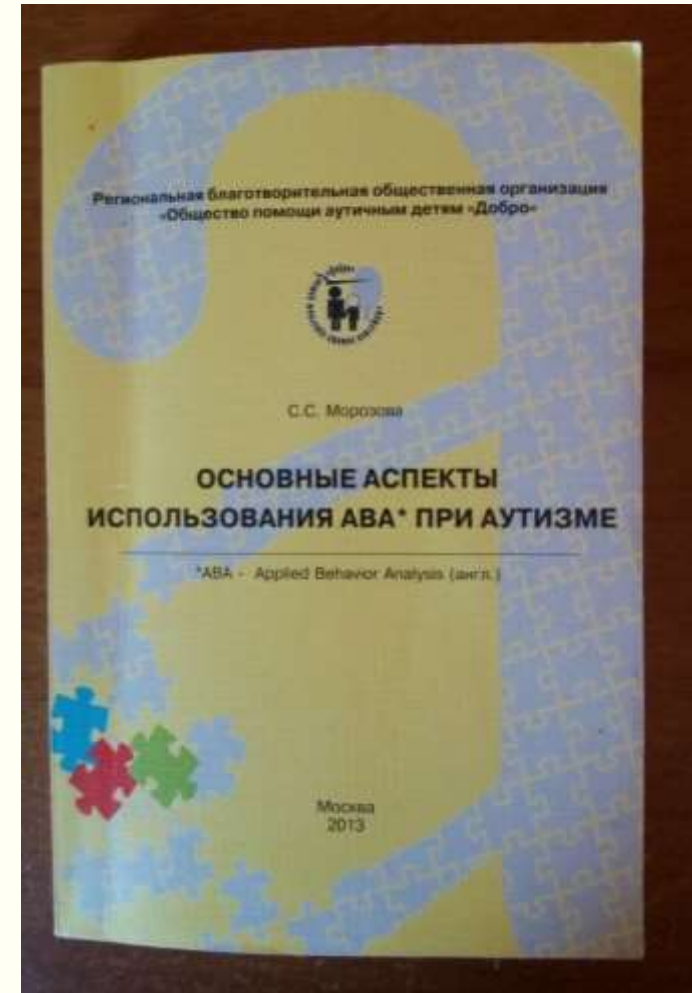 Региональная благотворительная общественная организация
«Общество помощи аутичным детям «Добро»
С.С. Морозова
ОСНОВНЫЕ АСПЕКТЫ
ИСПОЛЬЗОВАНИЯ АВА* ПРИ АУТИЗМЕ
*АВА - Applied Behavior Analysis (англ.)
Москва
2013